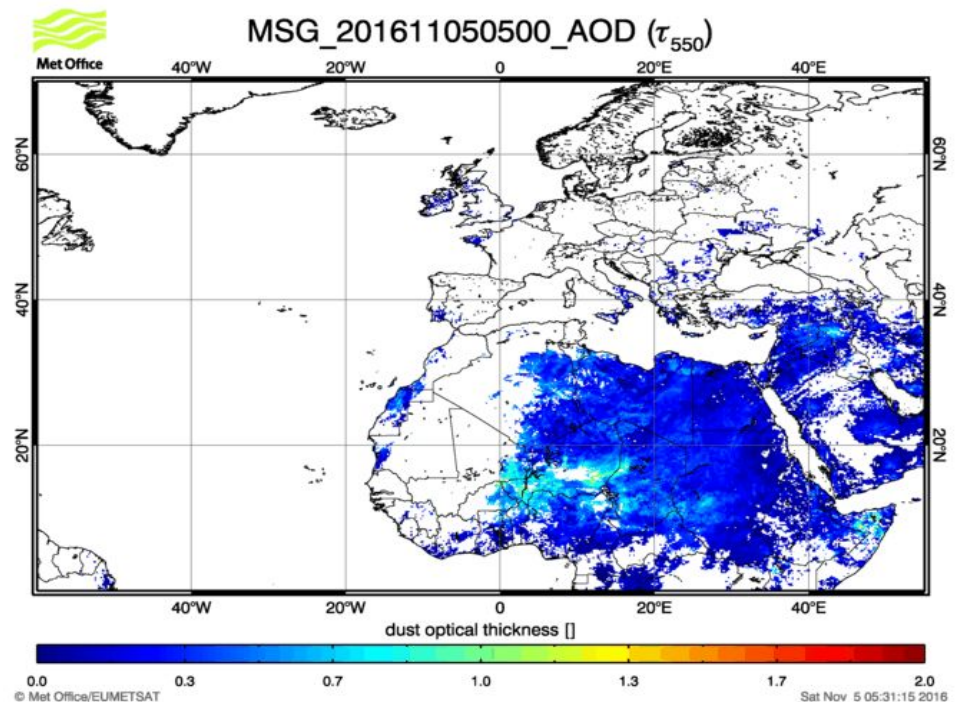 MSG_201611050500_AOD (τ550)
Met Office
40°W 20°W 0 20°E 40°E
60°N 60°N
40°N 40°N
20°N 20°N
40°W 20°W 0 20°E 40°E
dust optical thickness []
0.0 0.3 0.7 1.0 1.3 1.7 2.0
© Met Office/EUMETSAT Sat Nov 5 05:31:15 2016